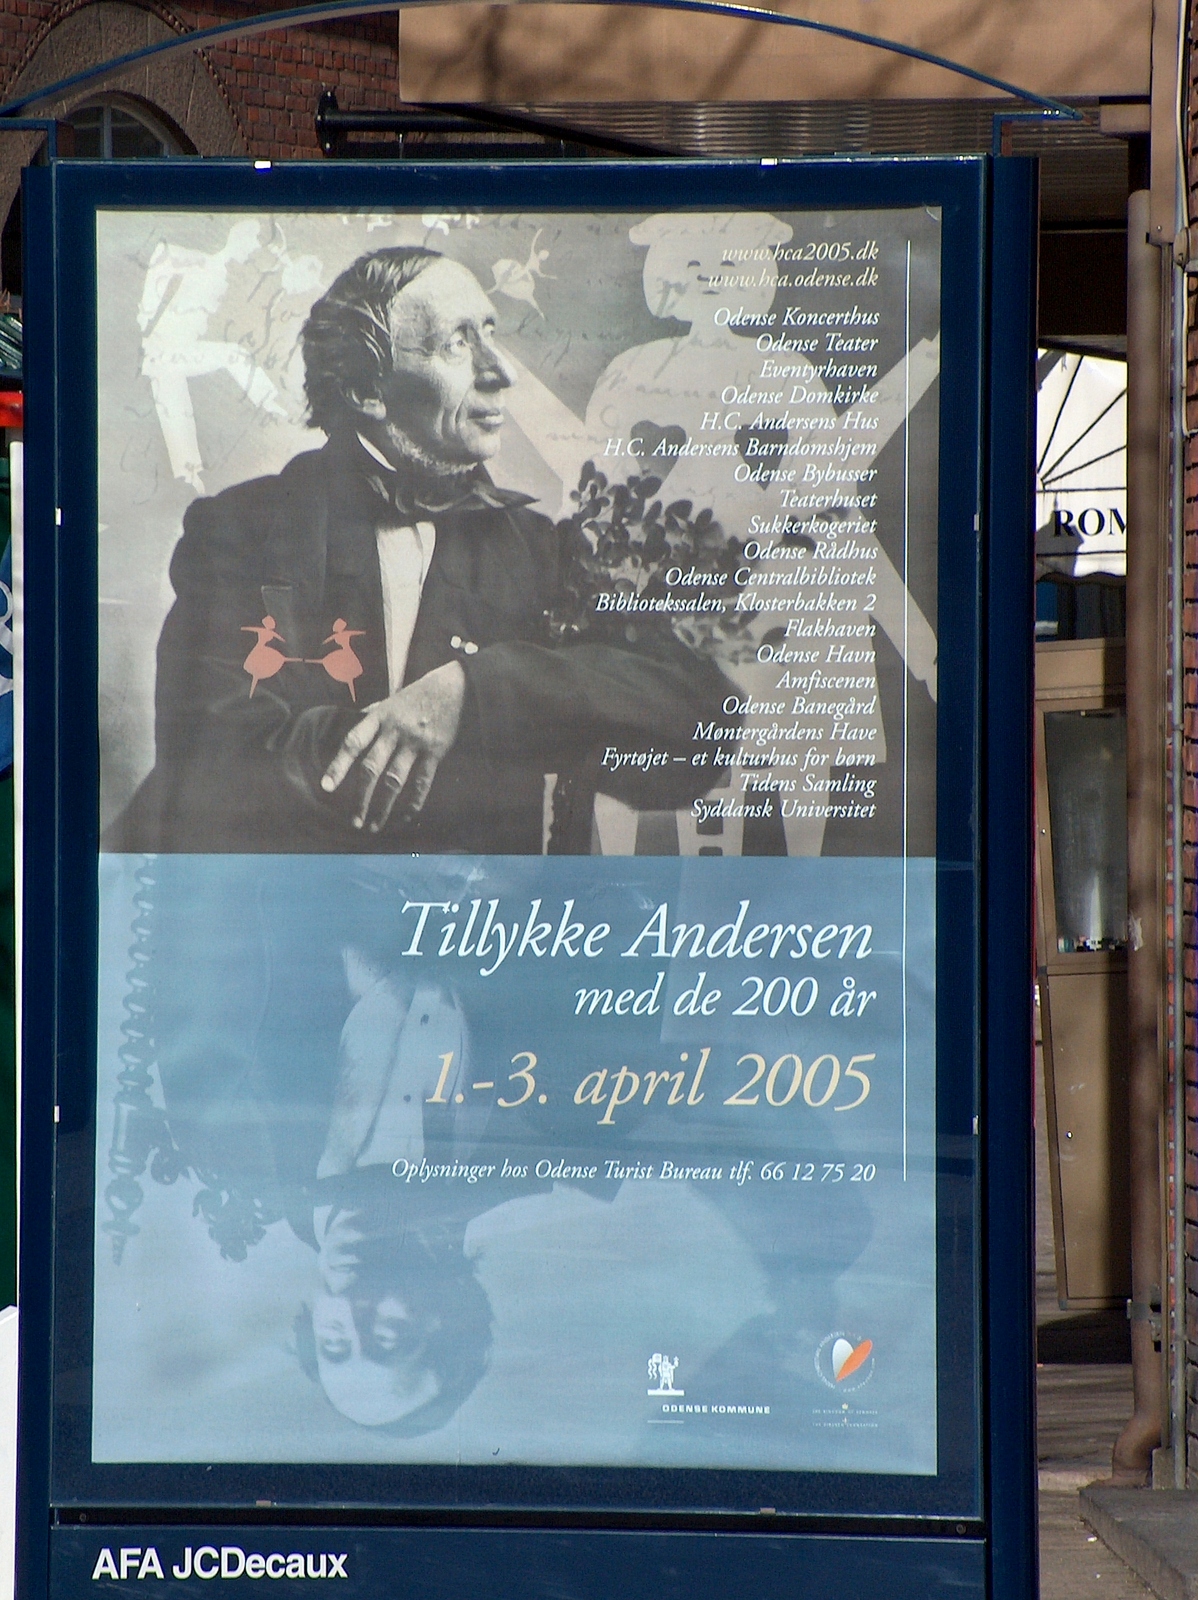 www.hca2005.dk
www.hca.odense.dk
Odense Koncerthus
Odense Teater
Eventyrhaven
Odense Domkirke
H.C. Andersens Hus
H.C. Andersens Barndomshjem
Odense Bybusser
Teaterhuset
Sukkerkogeriet
Odense Rådhus
Odense Centralbibliotek
Bibliotekssalen, Klosterbakken 2
Flakhaven
Odense Havn
Amfiscenen
Odense Banegård
Møntergårdens Have
Fyrtøjet – et kulturhus for børn
Tidens Samling
Syddansk Universitet
ROM
Tillykke Andersen
med de 200 år
1.-3. april 2005
Oplysninger hos Odense Turist Bureau tlf. 66 12 75 20
ODENSE KOMMUNE
AFA JCDecaux